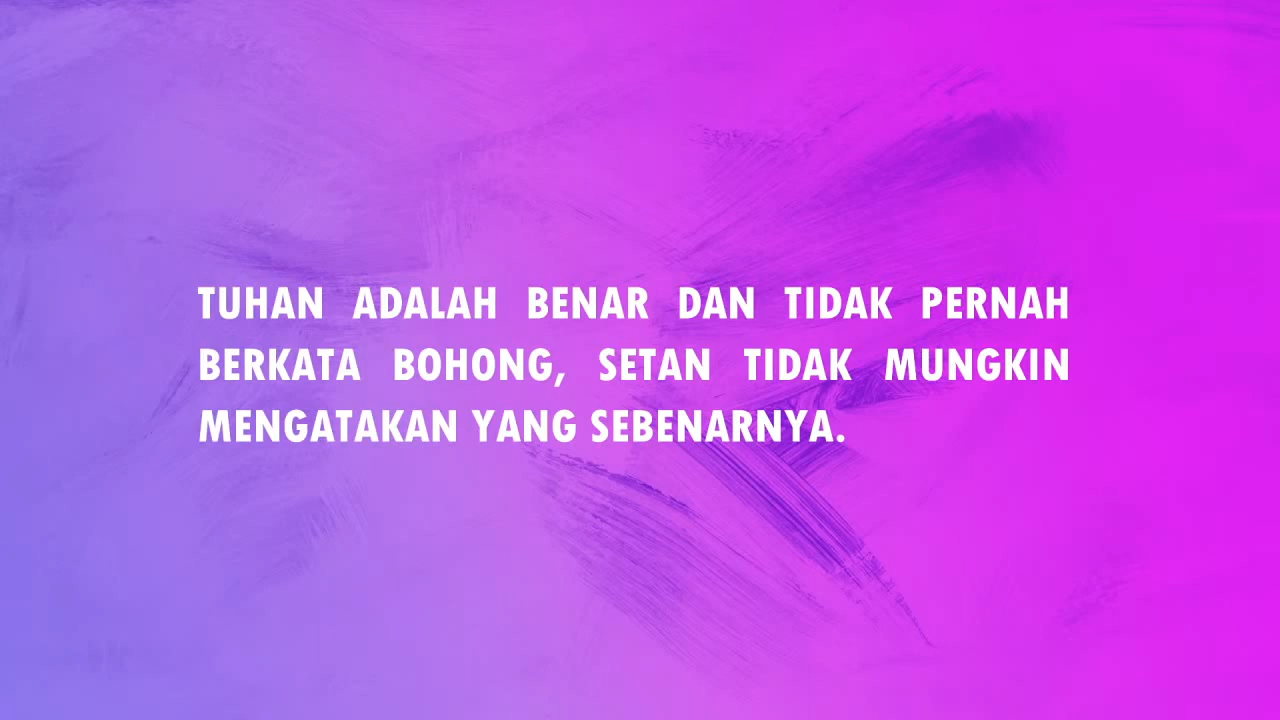 TUHAN ADALAH BENAR DAN TIDAK PERNAH
BERKATA BOHONG, SETAN TIDAK MUNGKIN
MENGATAKAN YANG SEBENARNYA.